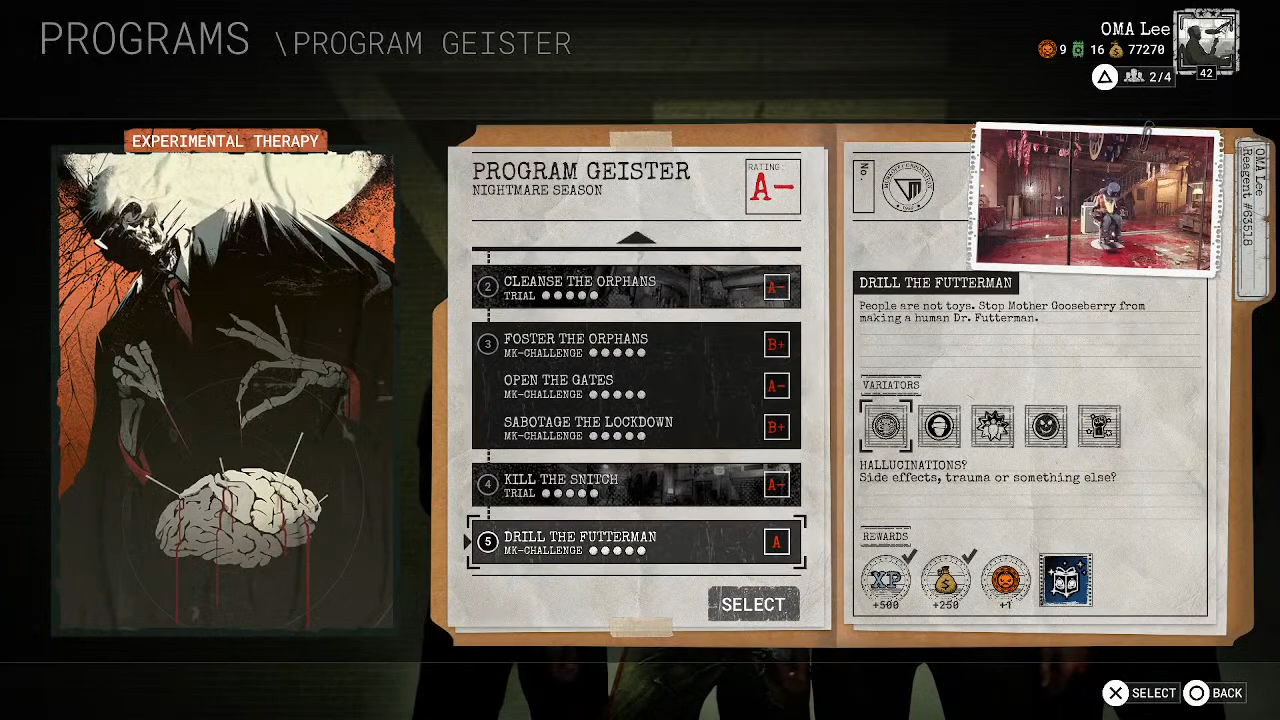 PROGRAMS \PROGRAM GEISTER
OMA Lee
9 16 77270
2/4
42
EXPERIMENTAL THERAPY
PROGRAM GEISTER
NIGHTMARE SEASON
RATING:
A-
2 CLEANSE THE ORPHANS
TRIAL
A-
3 FOSTER THE ORPHANS
MK-CHALLENGE
B+
OPEN THE GATES
MK-CHALLENGE
A-
SABOTAGE THE LOCKDOWN
MK-CHALLENGE
B+
4 KILL THE SNITCH
TRIAL
A+
5 DRILL THE FUTTERMAN
MK-CHALLENGE
A
SELECT
No.
OMA Lee
Reagent #63518
DRILL THE FUTTERMAN
People are not toys. Stop Mother Gooseberry from
making a human Dr. Futterman.
VARIATORS
HALLUCINATIONS?
Side effects, trauma or something else?
REWARDS
XP
+500 +250 +1
SELECT BACK